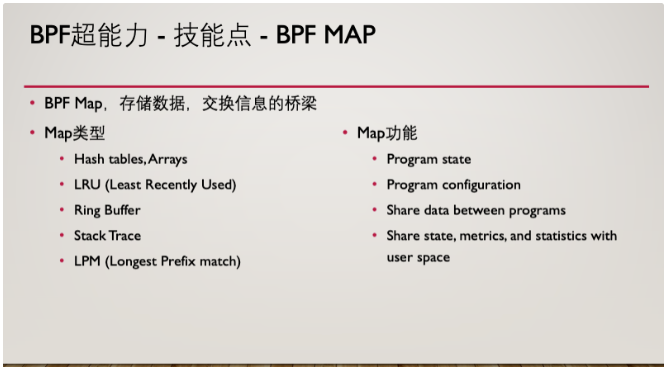 BPF超能力 - 技能点 - BPF MAP
BPF Map，存储数据，交换信息的桥梁
Map类型
Hash tables, Arrays
LRU (Least Recently Used)
Ring Buffer
Stack Trace
LPM (Longest Prefix match)
Map功能
Program state
Program configuration
Share data between programs
Share state, metrics, and statistics with
user space